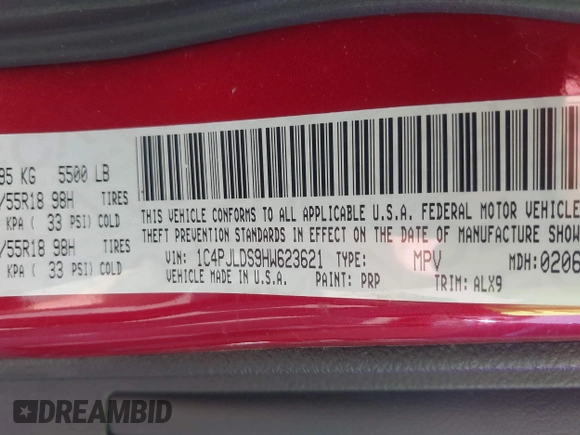 95 KG 5500 LB
/55R18 98H TIRES
KPA ( 33 PSI) COLD
/55R18 98H TIRES
KPA ( 33 PSI) COLD
THIS VEHICLE CONFORMS TO ALL APPLICABLE U.S.A. FEDERAL MOTOR VEHICLE
THEFT PREVENTION STANDARDS IN EFFECT ON THE DATE OF MANUFACTURE SHOW
VIN: 1C4PJLDS9HW623621 TYPE: MPV MDH:0206
VEHICLE MADE IN U.S.A. PAINT: PRP TRIM: ALX9
DREAMBID